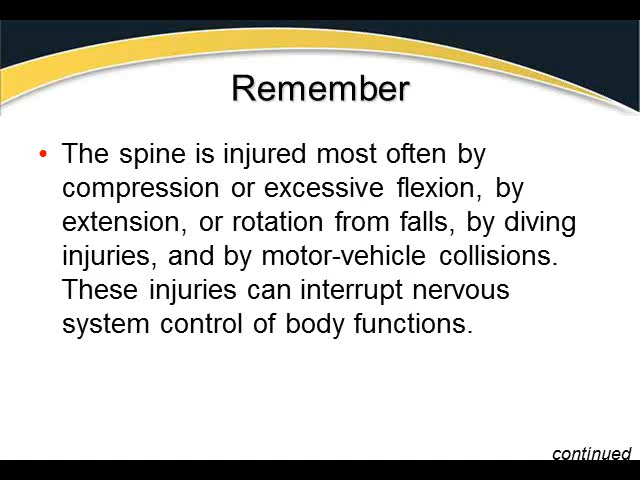 Remember
• The spine is injured most often by
compression or excessive flexion, by
extension, or rotation from falls, by diving
injuries, and by motor-vehicle collisions.
These injuries can interrupt nervous
system control of body functions.
continued